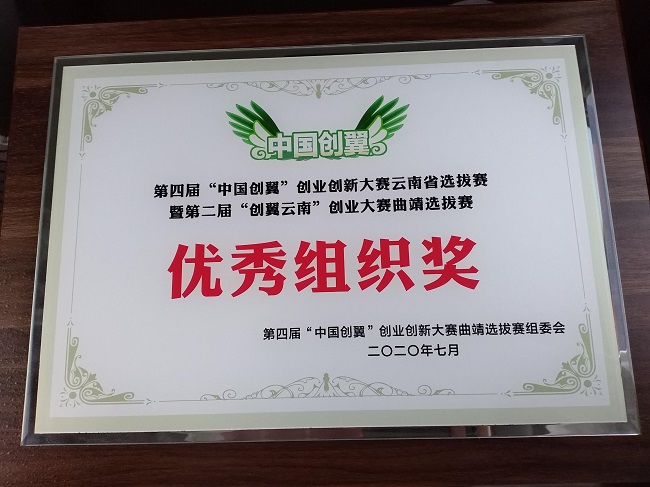 中国创翼
第四届“中国创翼”创业创新大赛云南省选拔赛
暨第二届“创翼云南”创业大赛曲靖选拔赛
优秀组织奖
第四届“中国创翼”创业创新大赛曲靖选拔赛组委会
二〇二〇年七月